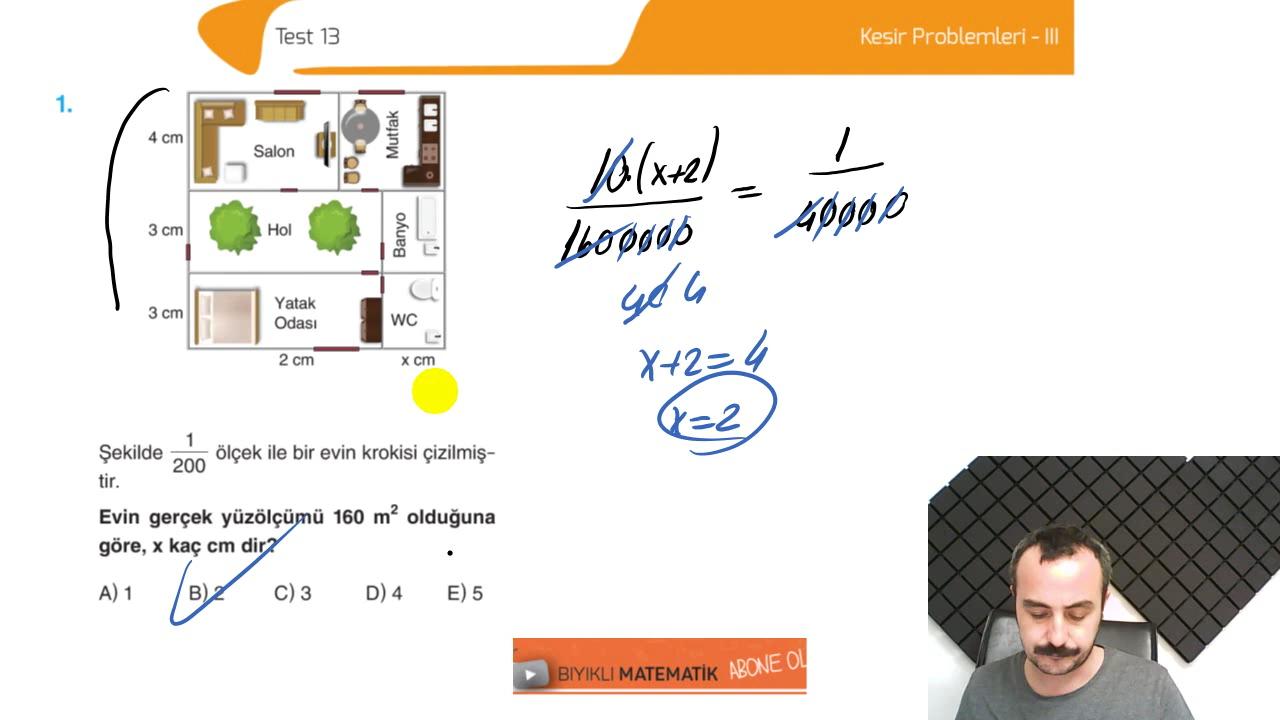 Test 13
Kesir Problemleri - III
1.
4 cm
Salon
Mutfak
3 cm
Hol
Banyo
3 cm
Yatak
Odası
WC
2 cm
x cm
Şekilde 1/200 ölçek ile bir evin krokisi çizilmiş-
tir.
Evin gerçek yüzölçümü 160 m² olduğuna
göre, x kaç cm dir?
A) 1 B) 2 C) 3 D) 4 E) 5
10.(x+2)/1600000 = 1/40000
40 4
x+2=4
x=2
BIYIKLI MATEMATİK ABONE OL